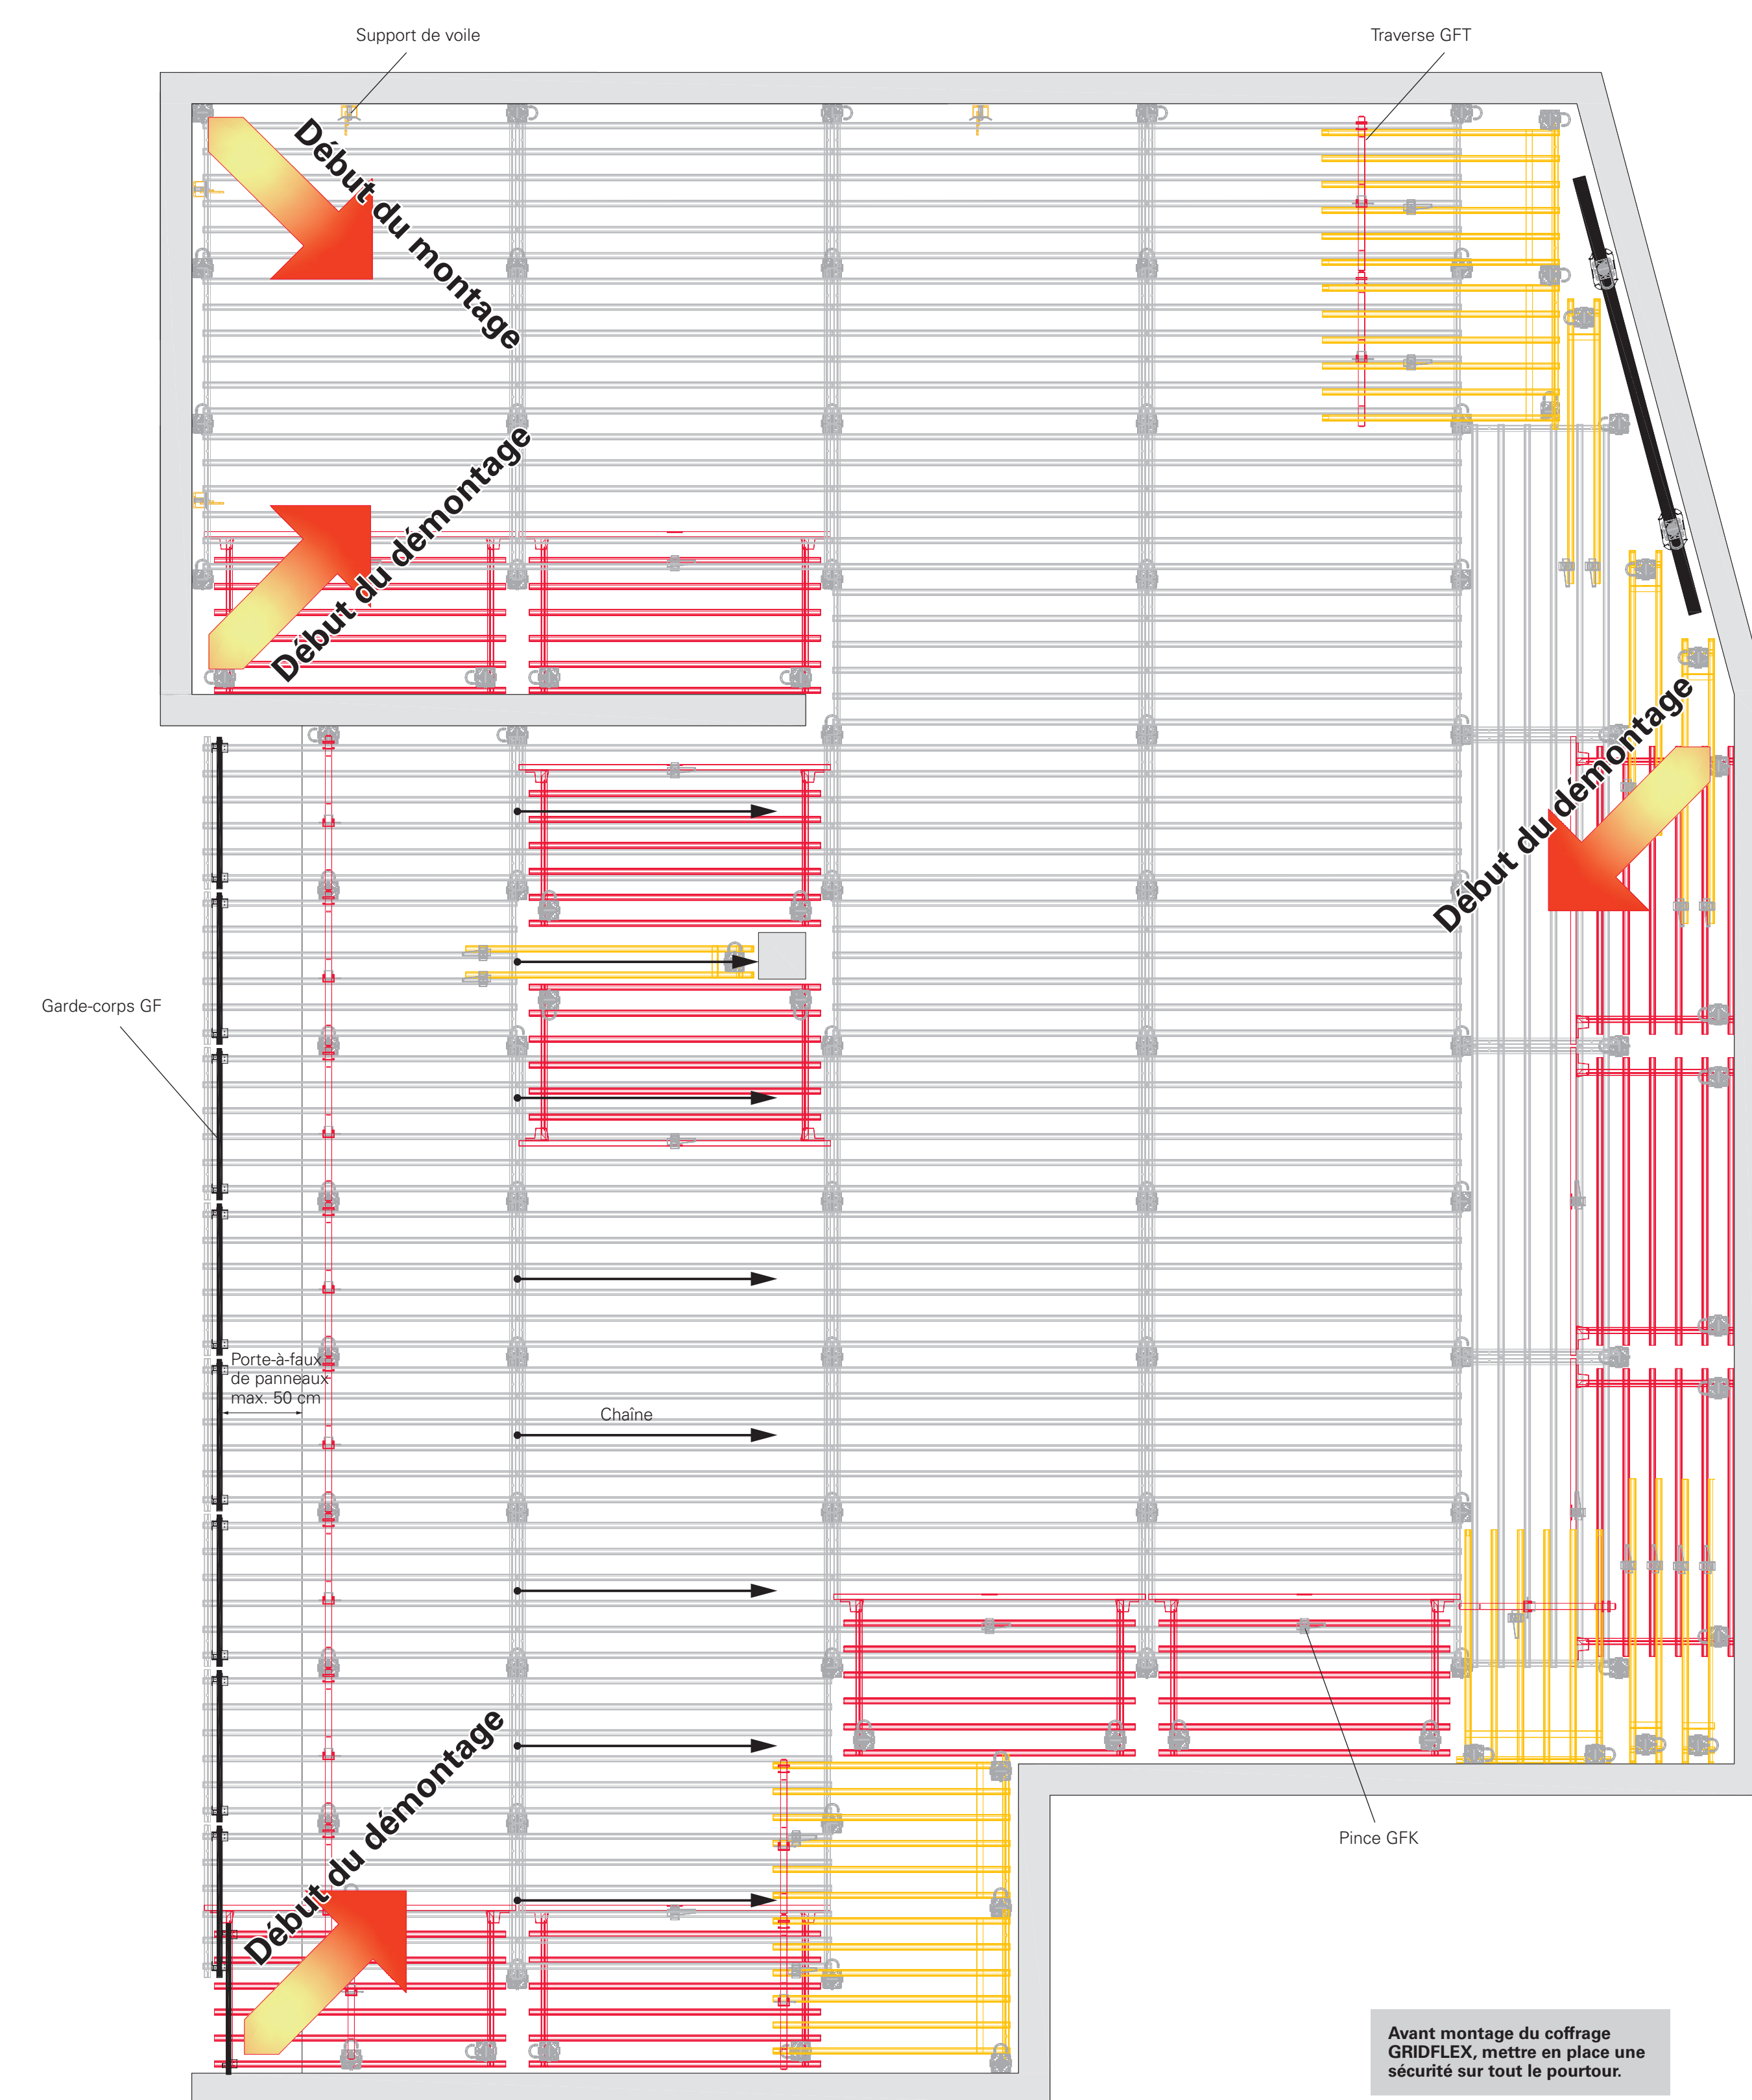 Support de voile
Traverse GFT
Début du montage
Début du démontage
Début du démontage
Garde-corps GF
Porte-à-faux
de panneaux
max. 50 cm
Chaîne
Début du démontage
Pince GFK
Avant montage du coffrage
GRIDFLEX, mettre en place une
sécurité sur tout le pourtour.